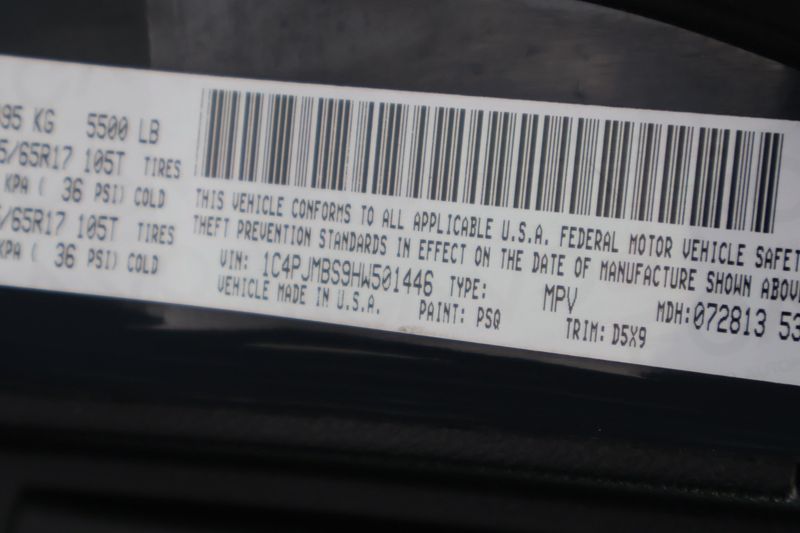 95 KG 5500 LB
5/65R17 105T TIRES
KPA ( 36 PSI) COLD
5/65R17 105T TIRES
KPA ( 36 PSI) COLD
THIS VEHICLE CONFORMS TO ALL APPLICABLE U.S.A. FEDERAL MOTOR VEHICLE SAFET
THEFT PREVENTION STANDARDS IN EFFECT ON THE DATE OF MANUFACTURE SHOWN ABOV
VIN: 1C4PJMBS9HW501446 TYPE: MPV MDH:072813 53
VEHICLE MADE IN U.S.A. PAINT: PSQ TRIM: D5X9